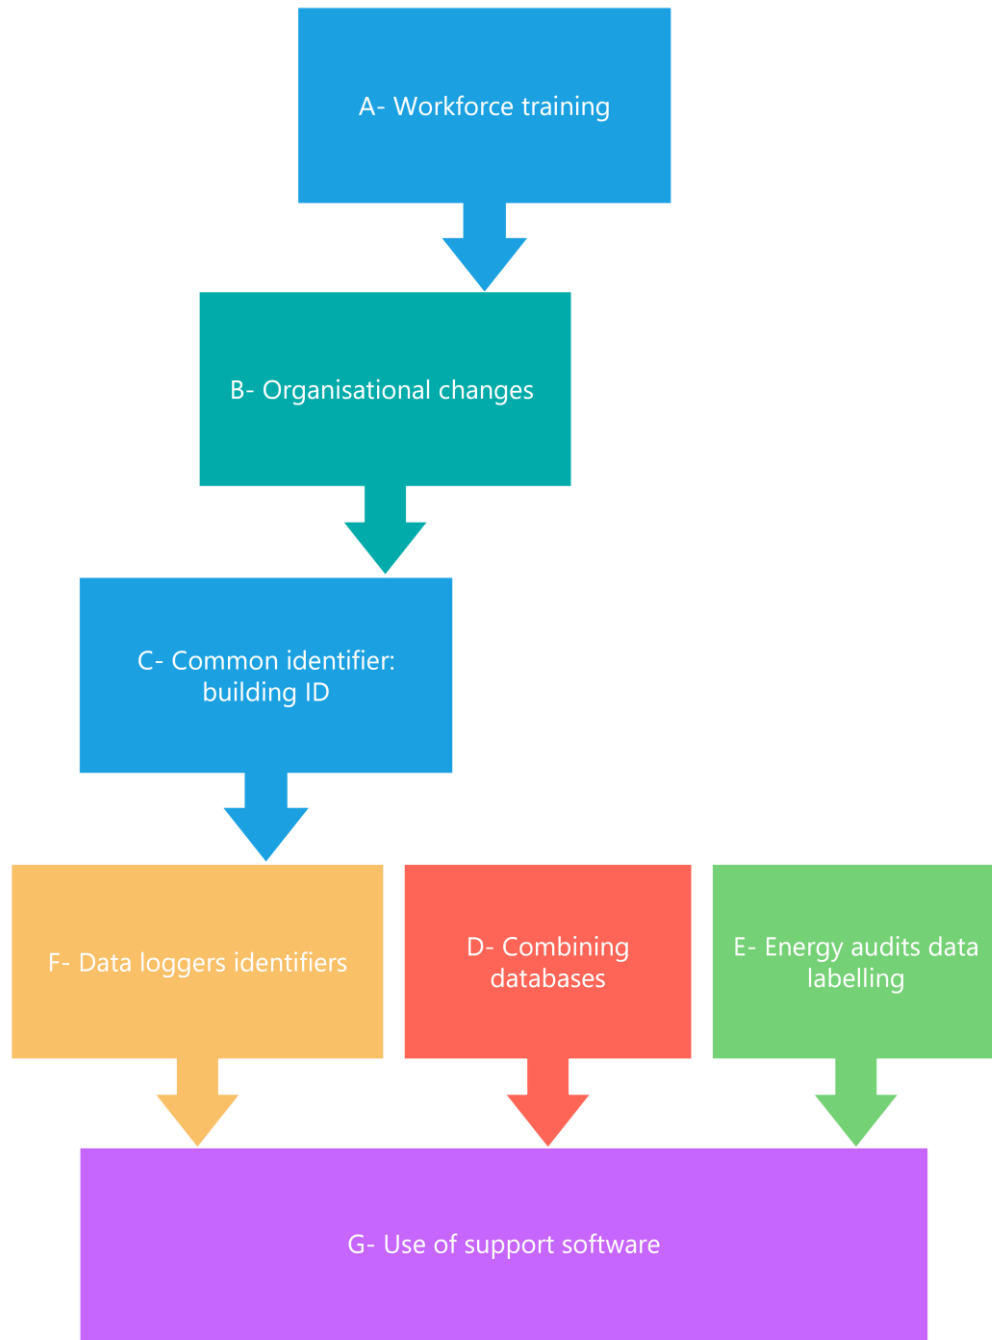 A- Workforce training
B- Organisational changes
C- Common identifier:
building ID
F- Data loggers identifiers
D- Combining
databases
E- Energy audits data
labelling
G- Use of support software